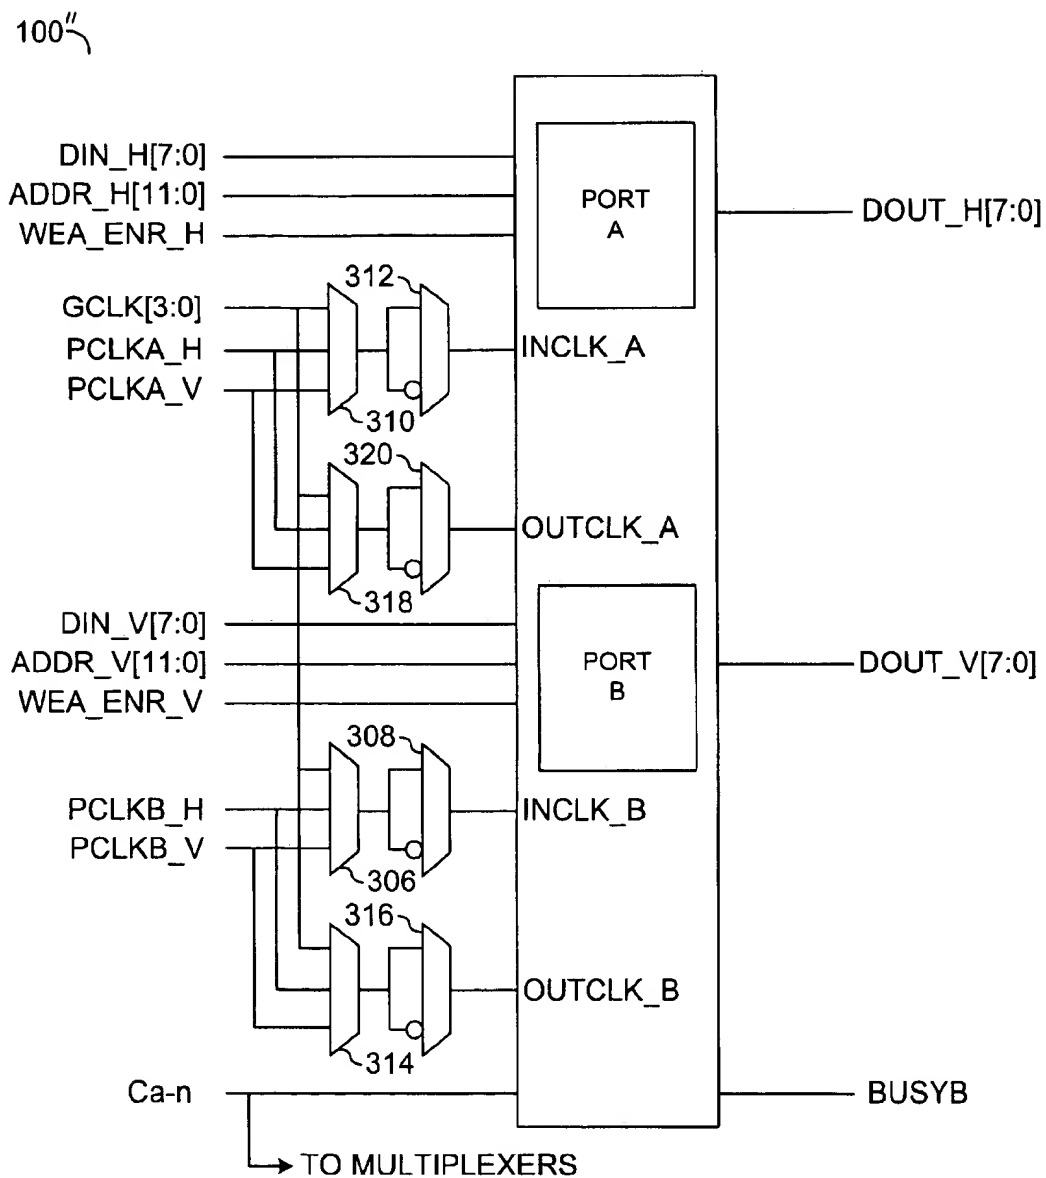 100"
DIN_H[7:0]
ADDR_H[11:0]
WEA_ENR_H
PORT
A
DOUT_H[7:0]
312
GCLK[3:0]
PCLKA_H
INCLK_A
PCLKA_V
310
320
OUTCLK_A
318
DIN_V[7:0]
ADDR_V[11:0]
WEA_ENR_V
PORT
B
DOUT_V[7:0]
308
PCLKB_H
INCLK_B
PCLKB_V
306
316
OUTCLK_B
314
Ca-n
BUSYB
TO MULTIPLEXERS